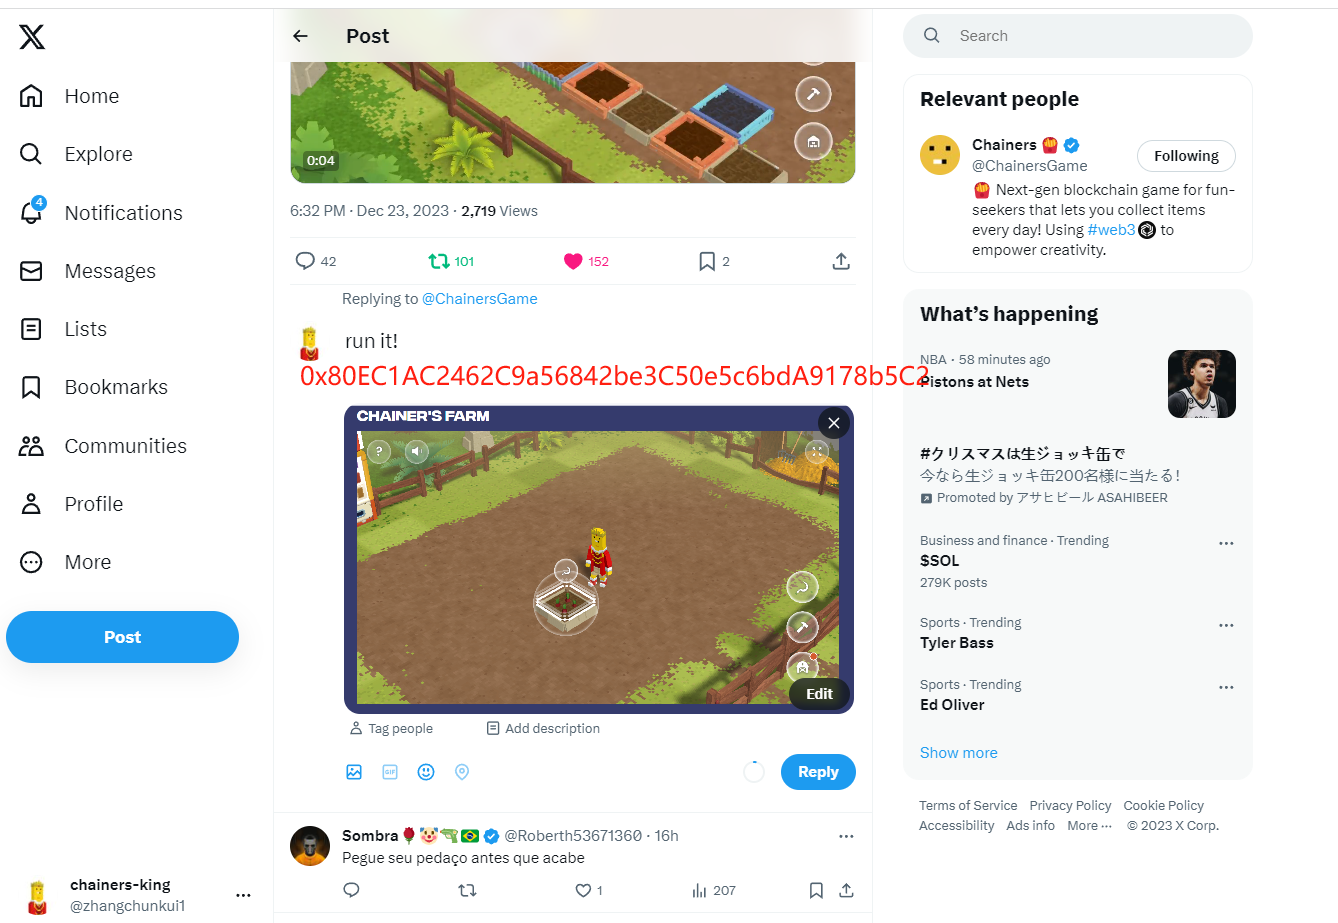 Post
Search
Home
Explore
4
Notifications
Messages
Lists
Bookmarks
Communities
Profile
More
Post
chainers-king
@zhangchunkui1
0:04
6:32 PM · Dec 23, 2023 · 2,719 Views
42
101
152
2
Replying to @ChainersGame
run it!
0x80EC1AC2462C9a56842be3C50e5c6bdA9178b5C2
CHAINER'S FARM
?
Edit
Tag people
Add description
GIF
Reply
Sombra @Roberth53671360 · 16h
Pegue seu pedaço antes que acabe
1
207
Relevant people
Chainers
@ChainersGame
Following
Next-gen blockchain game for fun-
seekers that lets you collect items
every day! Using #web3 to
empower creativity.
What's happening
NBA · 58 minutes ago
Pistons at Nets
#クリスマスは生ジョッキ缶で
今なら生ジョッキ缶200名様に当たる!
Promoted by アサヒビール ASAHIBEER
Business and finance · Trending
$SOL
279K posts
Sports · Trending
Tyler Bass
Sports · Trending
Ed Oliver
Show more
Terms of Service Privacy Policy Cookie Policy
Accessibility Ads info More ··· © 2023 X Corp.